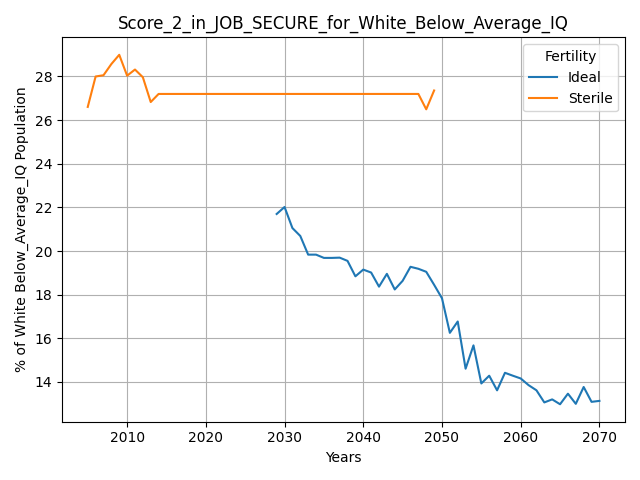 Score_2_in_JOB_SECURE_for_White_Below_Average_IQ
Fertility
Ideal
Sterile
% of White Below_Average_IQ Population
28
26
24
22
20
18
16
14
2010 2020 2030 2040 2050 2060 2070
Years